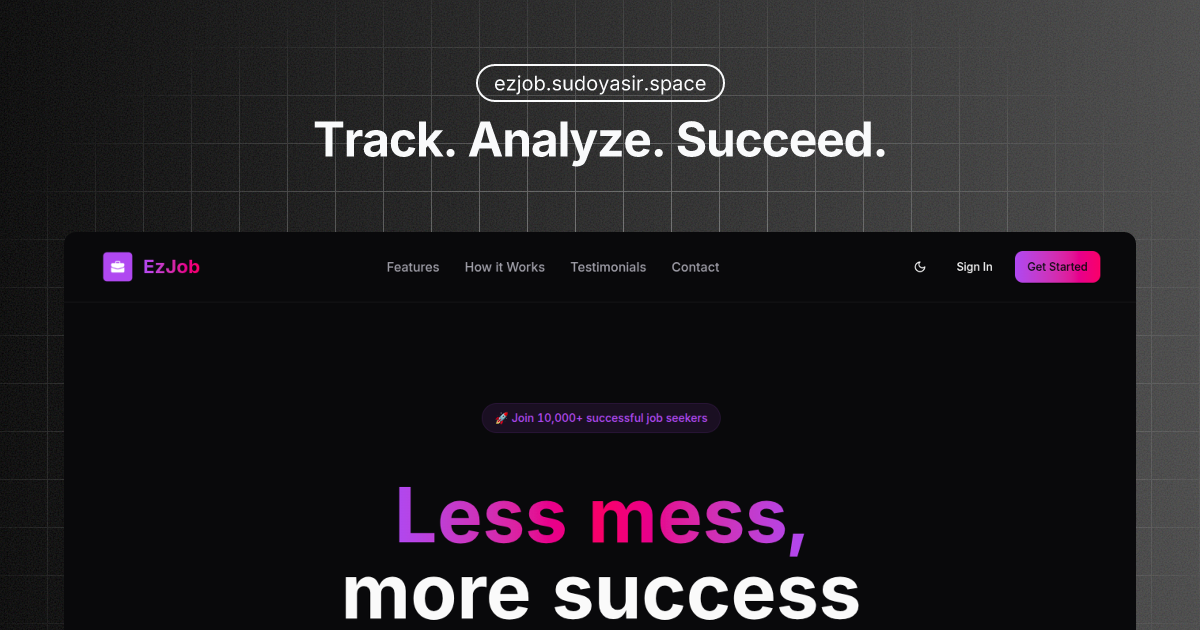 ezjob.sudoyasir.space
Track. Analyze. Succeed.
EzJob
Features How it Works Testimonials Contact
Sign In
Get Started
🚀 Join 10,000+ successful job seekers
Less mess,
more success